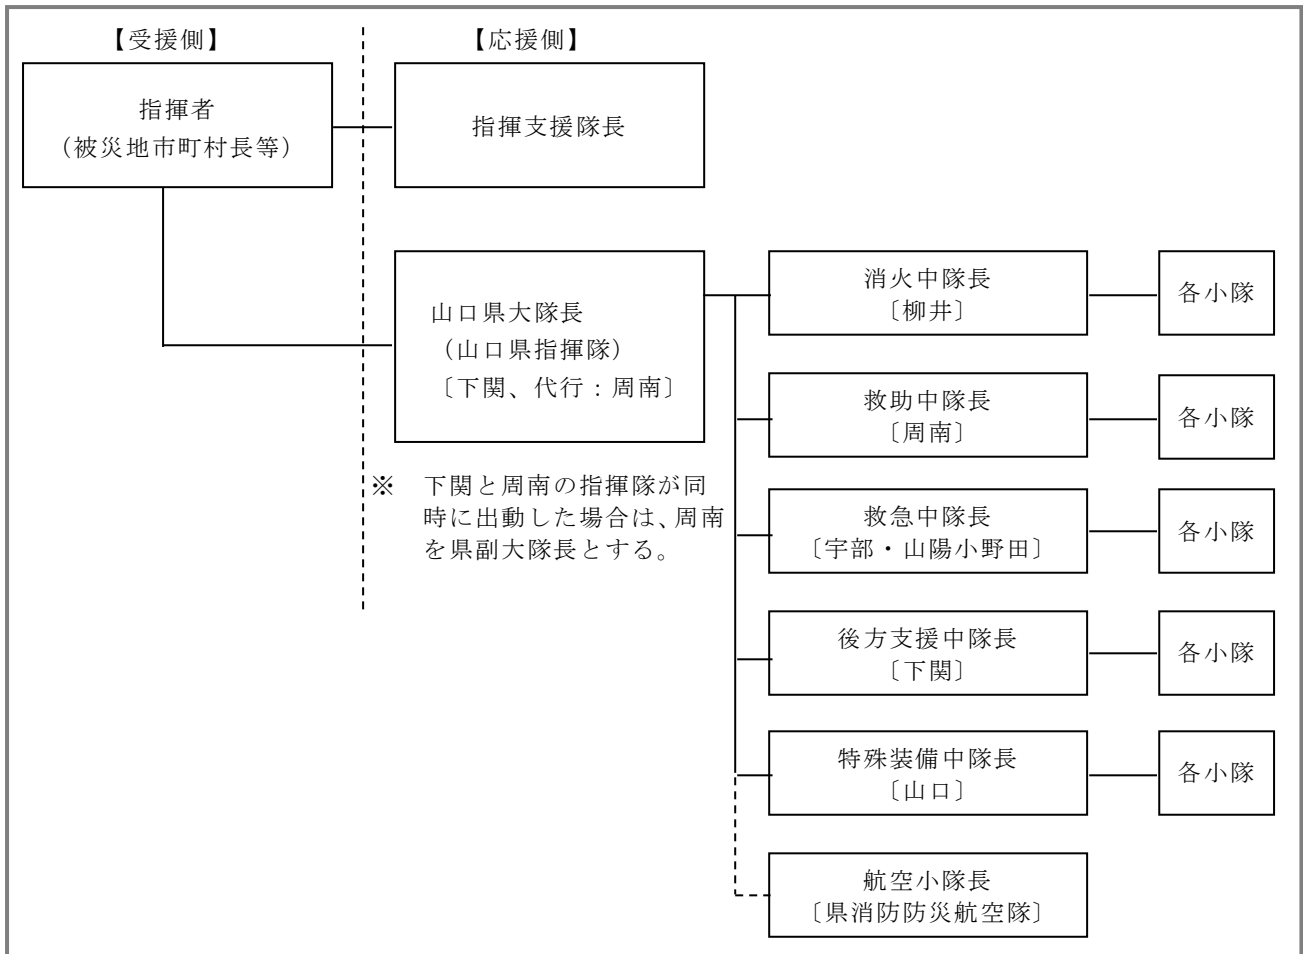 【受援側】
【応援側】
指揮者
（被災地市町村長等）
指揮支援隊長
山口県大隊長
（山口県指揮隊）
〔下関、代行：周南〕
※　下関と周南の指揮隊が同
時に出動した場合は、周南
を県副大隊長とする。
消火中隊長
〔柳井〕
各小隊
救助中隊長
〔周南〕
各小隊
救急中隊長
〔宇部・山陽小野田〕
各小隊
後方支援中隊長
〔下関〕
各小隊
特殊装備中隊長
〔山口〕
各小隊
航空小隊長
〔県消防防災航空隊〕